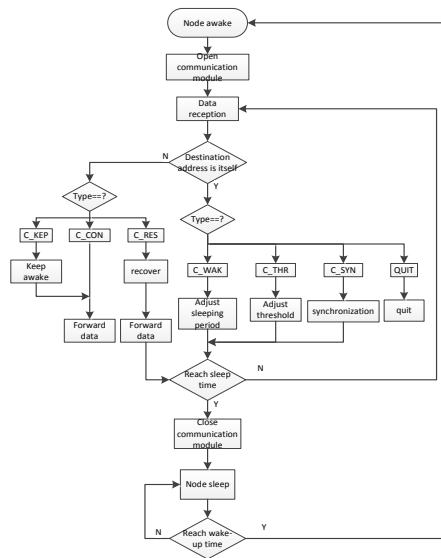 Node awake
Open
communication
module
Data
reception
Destination
address is itself
N
Y
Type==?
Type==?
C_KEP
C_CON
C_RES
C_WAK
C_THR
C_SYN
QUIT
Keep
awake
recover
Adjust
sleeping
period
Adjust
threshold
synchronization
quit
Forward
data
Forward
data
Reach sleep
time
N
Y
Close
communication
module
Node sleep
Reach wake-
up time
N
Y